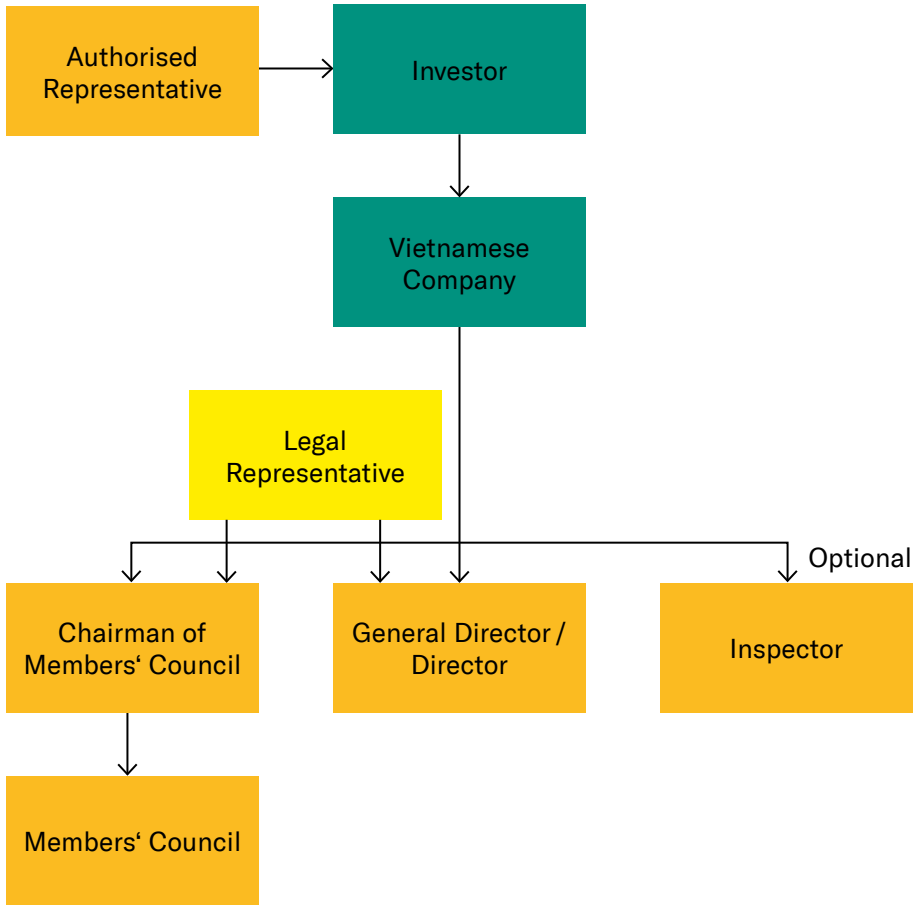 Authorised
Representative
Investor
Vietnamese
Company
Legal
Representative
Optional
Chairman of
Members‘ Council
General Director /
Director
Inspector
Members‘ Council